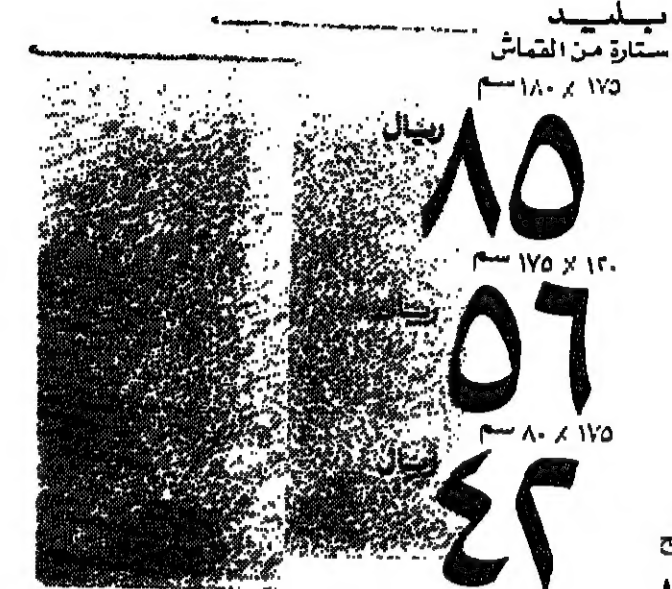 بليد
ستارة من القماش
١٧٥ × ١٨٠ سم
٨٥ ريال
١٢٠ × ١٧٥ سم
٥٦ ريال
١٧٥ × ٨٠ سم
٤٢ ريال